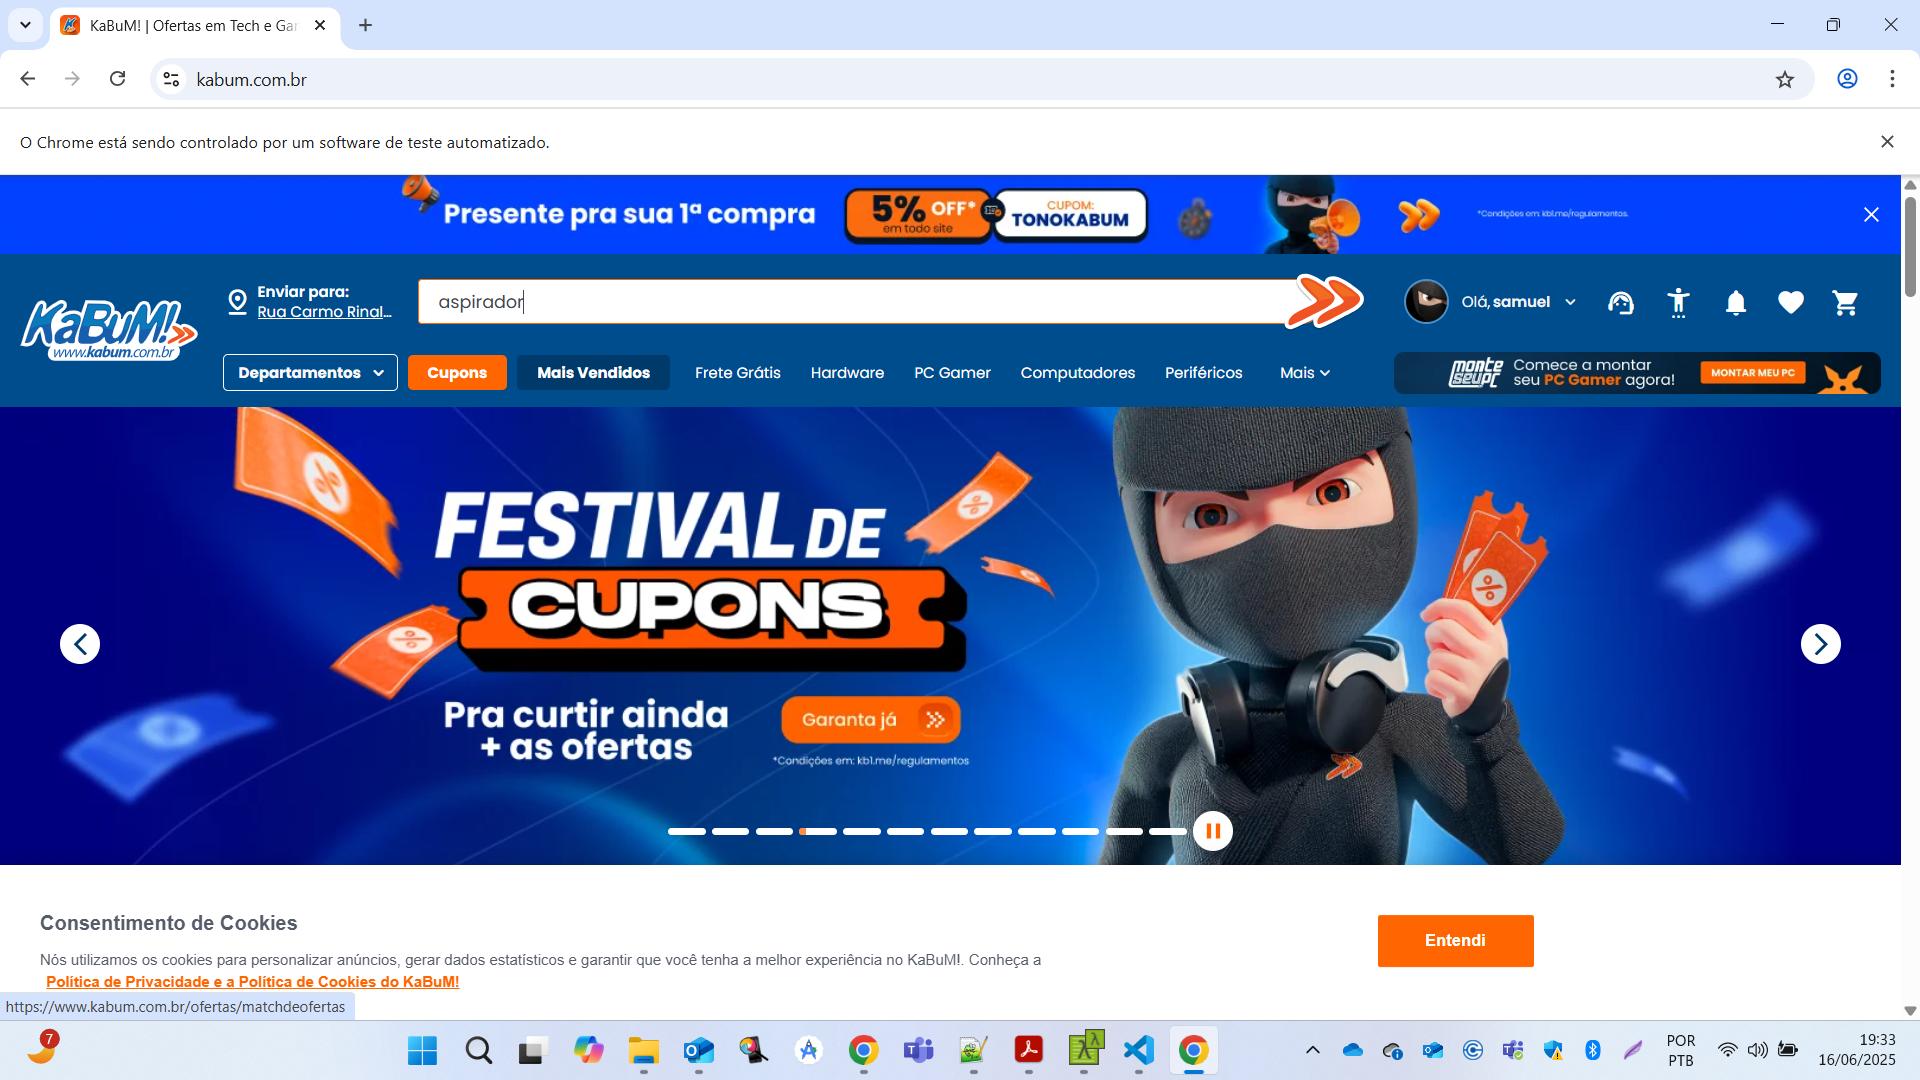 KaBuM! | Ofertas em Tech e Gar
kabum.com.br
O Chrome está sendo controlado por um software de teste automatizado.
Presente pra sua 1ª compra
5% OFF*
em todo site
CUPOM:
TONOKABUM
*Condições em: kb1.me/regulamentos.
KaBuM!
www.kabum.com.br
Enviar para:
Rua Carmo Rinal...
aspirador
Olá, samuel
Departamentos
Cupons
Mais Vendidos
Frete Grátis
Hardware
PC Gamer
Computadores
Periféricos
Mais
monte seu pc
Comece a montar
seu PC Gamer agora!
MONTAR MEU PC
FESTIVAL DE
CUPONS
Pra curtir ainda
+ as ofertas
Garanta já
*Condições em: kb1.me/regulamentos
Consentimento de Cookies
Nós utilizamos os cookies para personalizar anúncios, gerar dados estatísticos e garantir que você tenha a melhor experiência no KaBuM!. Conheça a
Política de Privacidade e a Política de Cookies do KaBuM!
Entendi
https://www.kabum.com.br/ofertas/matchdeofertas
7
POR
PTB
19:33
16/06/2025